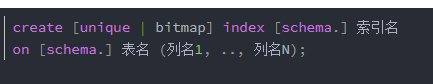 create [unique | bitmap] index [schema.] 索引名
on [schema.] 表名 (列名1, .., 列名N);